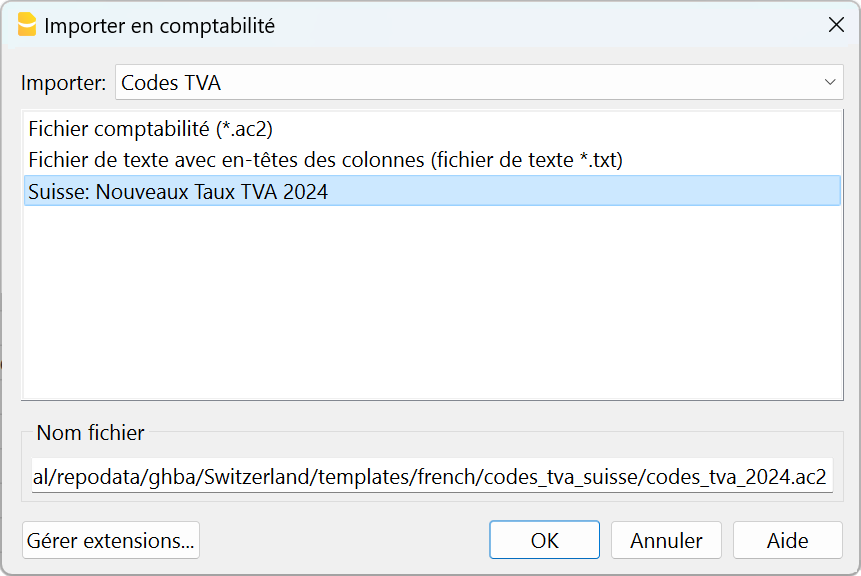 Importer en comptabilité
Importer: Codes TVA
Fichier comptabilité (*.ac2)
Fichier de texte avec en-têtes des colonnes (fichier de texte *.txt)
Suisse: Nouveaux Taux TVA 2024
Nom fichier
al/repodata/ghba/Switzerland/templates/french/codes_tva_suisse/codes_tva_2024.ac2
Gérer extensions... OK Annuler Aide